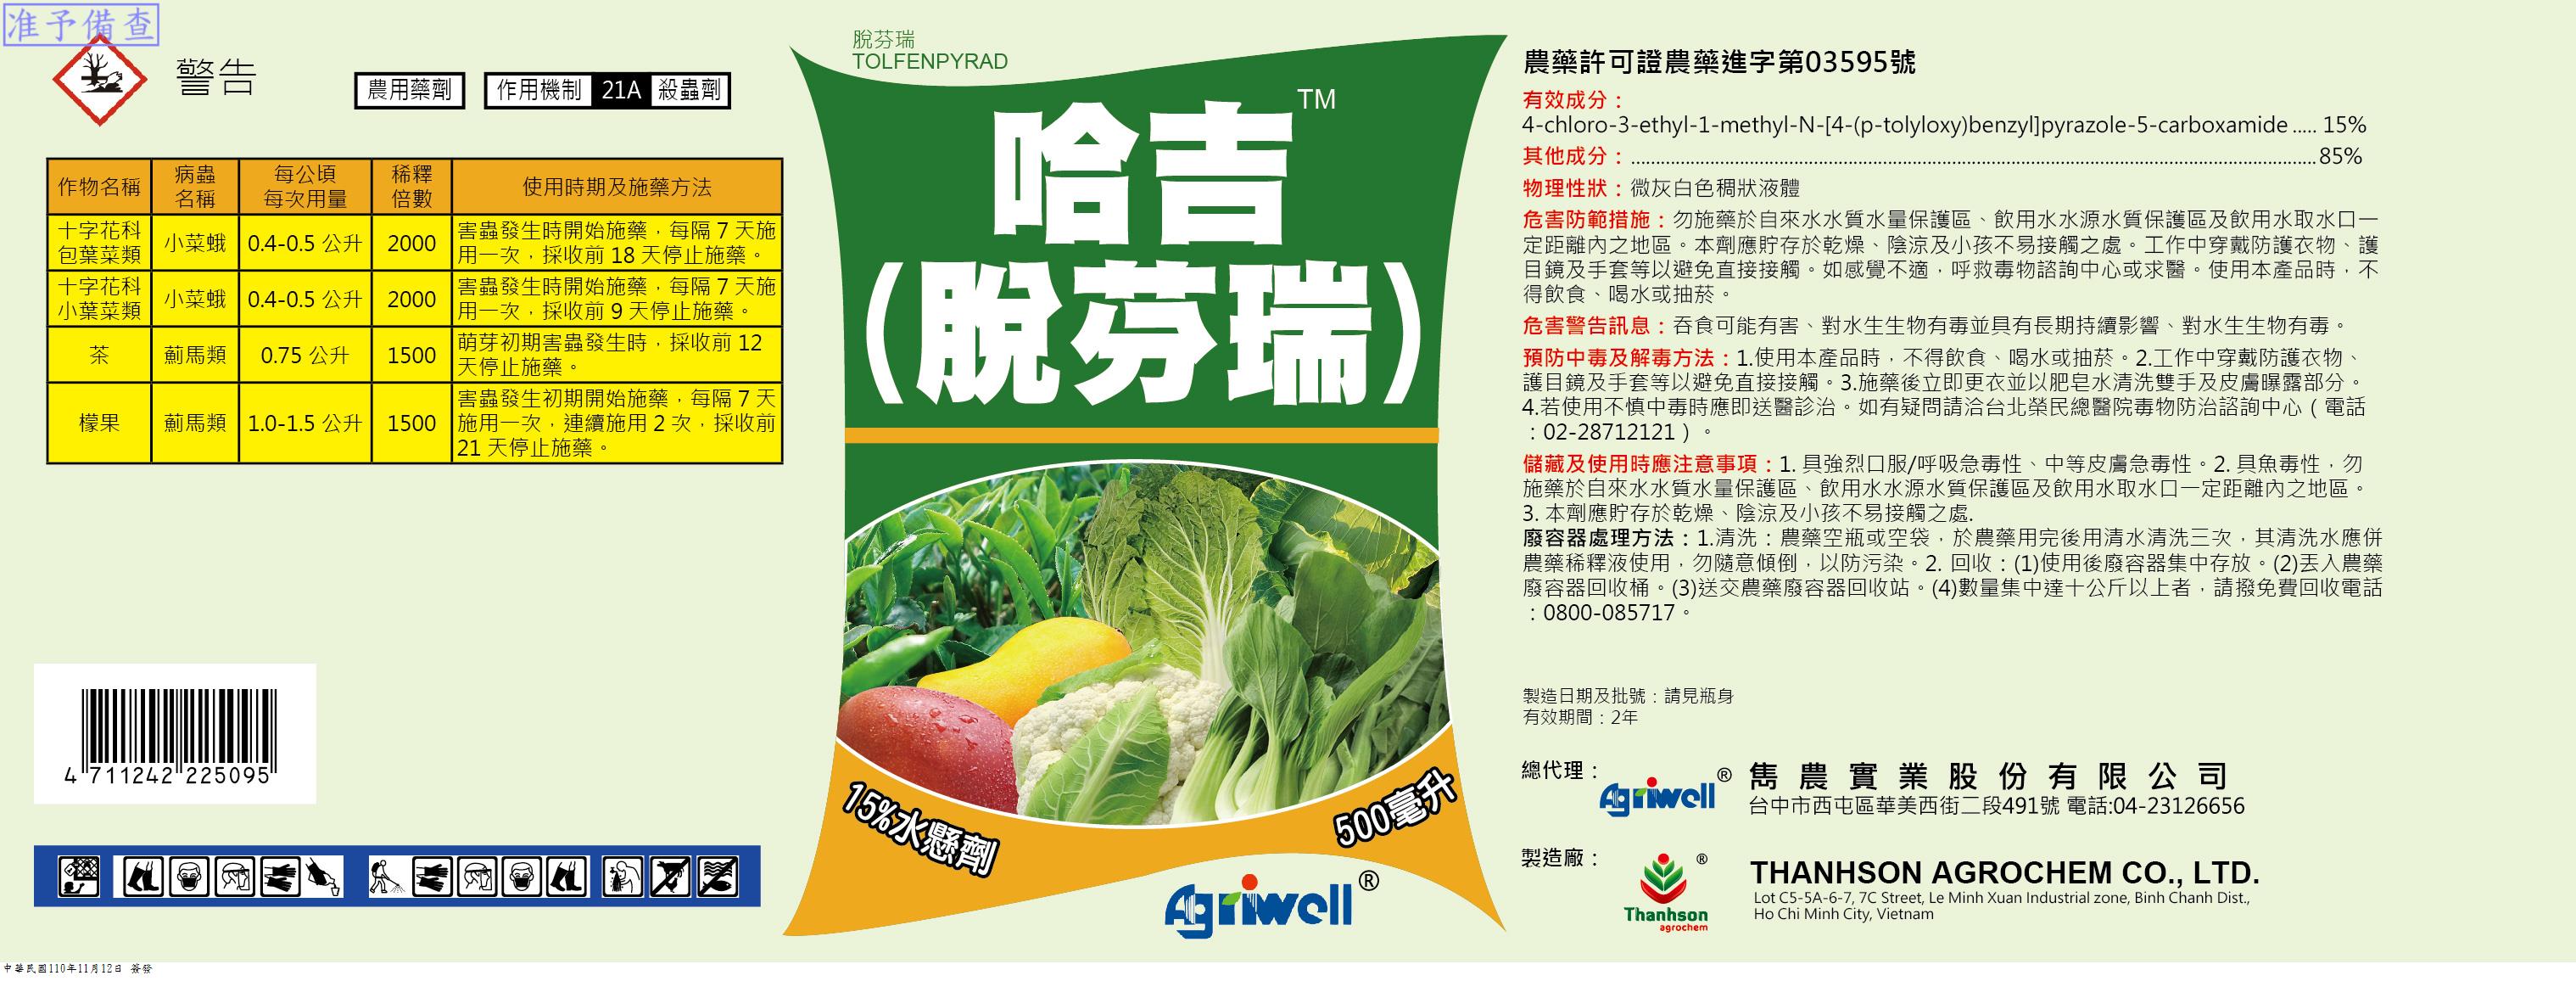 准予備查
警告
農用藥劑
作用機制 21A 殺蟲劑
作物名稱 病蟲名稱 每公頃每次用量 稀釋倍數 使用時期及施藥方法
十字花科包葉菜類 小菜蛾 0.4-0.5 公升 2000 害蟲發生時開始施藥，每隔 7 天施
用一次，採收前 18 天停止施藥。
十字花科小葉菜類 小菜蛾 0.4-0.5 公升 2000 害蟲發生時開始施藥，每隔 7 天施
用一次，採收前 9 天停止施藥。
茶 薊馬類 0.75 公升 1500 萌芽初期害蟲發生時，採收前 12
天停止施藥。
檬果 薊馬類 1.0-1.5 公升 1500 害蟲發生初期開始施藥，每隔 7 天
施用一次，連續施用 2 次，採收前
21 天停止施藥。
4 711242 225095
中華民國110年11月12日 簽發
脫芬瑞
TOLFENPYRAD
哈吉™
(脫芬瑞)
15%水懸劑
500毫升
Agriwell®
農藥許可證農藥進字第03595號
有效成分：
4-chloro-3-ethyl-1-methyl-N-[4-(p-tolyloxy)benzyl]pyrazole-5-carboxamide ..... 15%
其他成分：..........85%
物理性狀：微灰白色稠狀液體
危害防範措施：勿施藥於自來水水質水量保護區、飲用水水源水質保護區及飲用水取水口一
定距離內之地區。本劑應貯存於乾燥、陰涼及小孩不易接觸之處。工作中穿戴防護衣物、護
目鏡及手套等以避免直接接觸。如感覺不適，呼救毒物諮詢中心或求醫。使用本產品時，不
得飲食、喝水或抽菸。
危害警告訊息：吞食可能有害、對水生生物有毒並具有長期持續影響、對水生生物有毒。
預防中毒及解毒方法：1.使用本產品時，不得飲食、喝水或抽菸。2.工作中穿戴防護衣物、
護目鏡及手套等以避免直接接觸。3.施藥後立即更衣並以肥皂水清洗雙手及皮膚曝露部分。
4.若使用不慎中毒時應即送醫診治。如有疑問請洽台北榮民總醫院毒物防治諮詢中心（電話
：02-28712121）。
儲藏及使用時應注意事項：1. 具強烈口服/呼吸急毒性、中等皮膚急毒性。2. 具魚毒性，勿
施藥於自來水水質水量保護區、飲用水水源水質保護區及飲用水取水口一定距離內之地區。
3. 本劑應貯存於乾燥、陰涼及小孩不易接觸之處.
廢容器處理方法：1.清洗：農藥空瓶或空袋，於農藥用完後用清水清洗三次，其清洗水應併
農藥稀釋液使用，勿隨意傾倒，以防污染。2. 回收：(1)使用後廢容器集中存放。(2)丟入農藥
廢容器回收桶。(3)送交農藥廢容器回收站。(4)數量集中達十公斤以上者，請撥免費回收電話
：0800-085717。
製造日期及批號：請見瓶身
有效期間：2年
總代理： Agriwell® 雋農實業股份有限公司
台中市西屯區華美西街二段491號 電話:04-23126656
製造廠： ® THANHSON AGROCHEM CO., LTD.
Lot C5-5A-6-7, 7C Street, Le Minh Xuan Industrial zone, Binh Chanh Dist.,
Ho Chi Minh City, Vietnam
Thanhson
agrochem